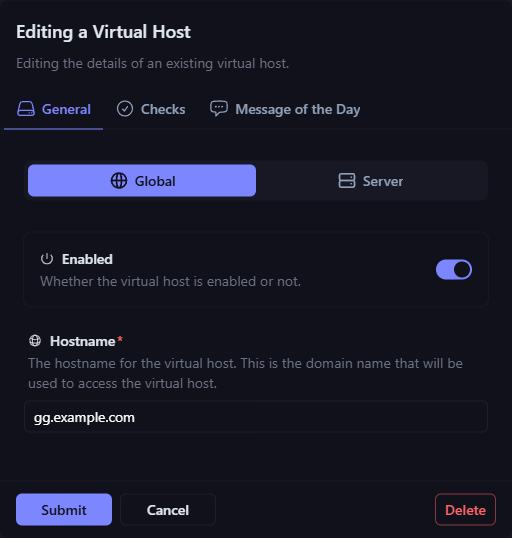 Editing a Virtual Host
Editing the details of an existing virtual host.
General Checks Message of the Day
Global Server
Enabled
Whether the virtual host is enabled or not.
Hostname*
The hostname for the virtual host. This is the domain name that will be
used to access the virtual host.
gg.example.com
Submit Cancel Delete